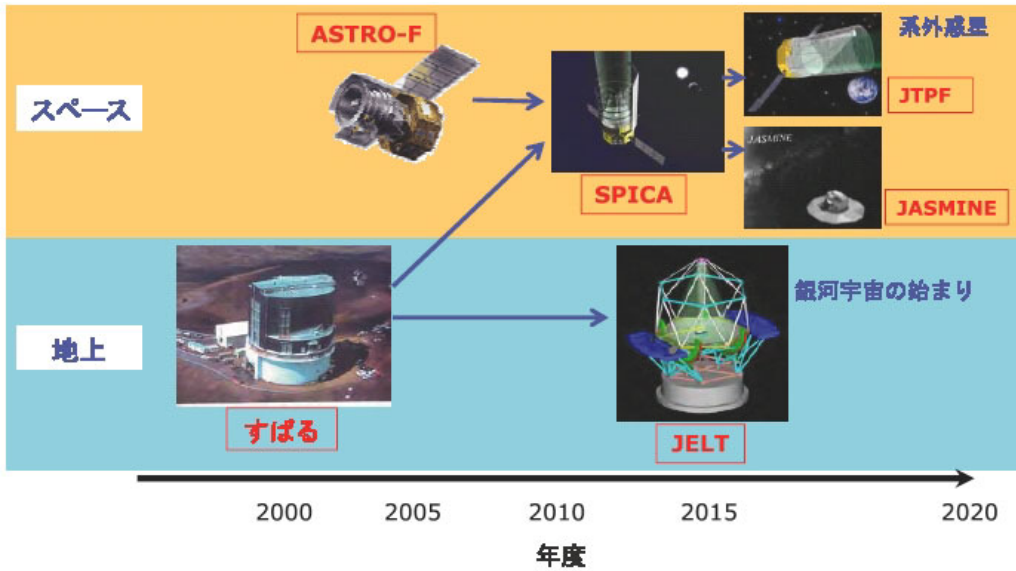 ASTRO-F
系外惑星
スペース
JTPF
JASMINE
SPICA
JASMINE
銀河宇宙の始まり
地上
すばる
JELT
2000 2005 2010 2015 2020
年度